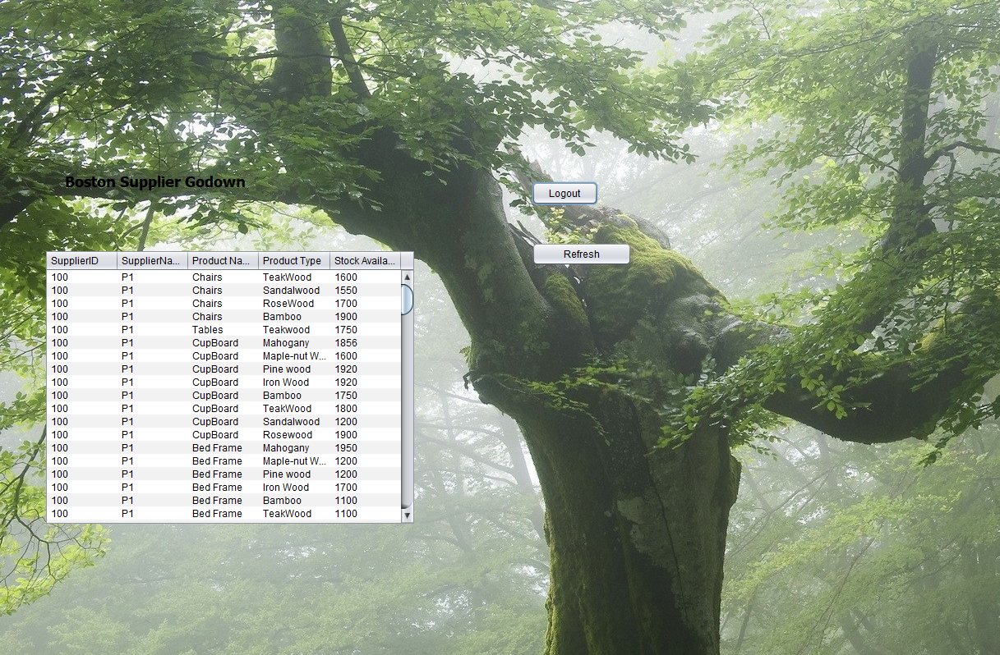 Boston Supplier Godown
Logout
Refresh
SupplierID SupplierNa... Product Na... Product Type Stock Availa...
100 P1 Chairs TeakWood 1600
100 P1 Chairs Sandalwood 1550
100 P1 Chairs RoseWood 1700
100 P1 Chairs Bamboo 1900
100 P1 Tables Teakwood 1750
100 P1 CupBoard Mahogany 1856
100 P1 CupBoard Maple-nut W... 1600
100 P1 CupBoard Pine wood 1920
100 P1 CupBoard Iron Wood 1920
100 P1 CupBoard Bamboo 1750
100 P1 CupBoard TeakWood 1800
100 P1 CupBoard Sandalwood 1200
100 P1 CupBoard Rosewood 1900
100 P1 Bed Frame Mahogany 1950
100 P1 Bed Frame Maple-nut W... 1200
100 P1 Bed Frame Pine wood 1200
100 P1 Bed Frame Iron Wood 1700
100 P1 Bed Frame Bamboo 1100
100 P1 Bed Frame TeakWood 1100